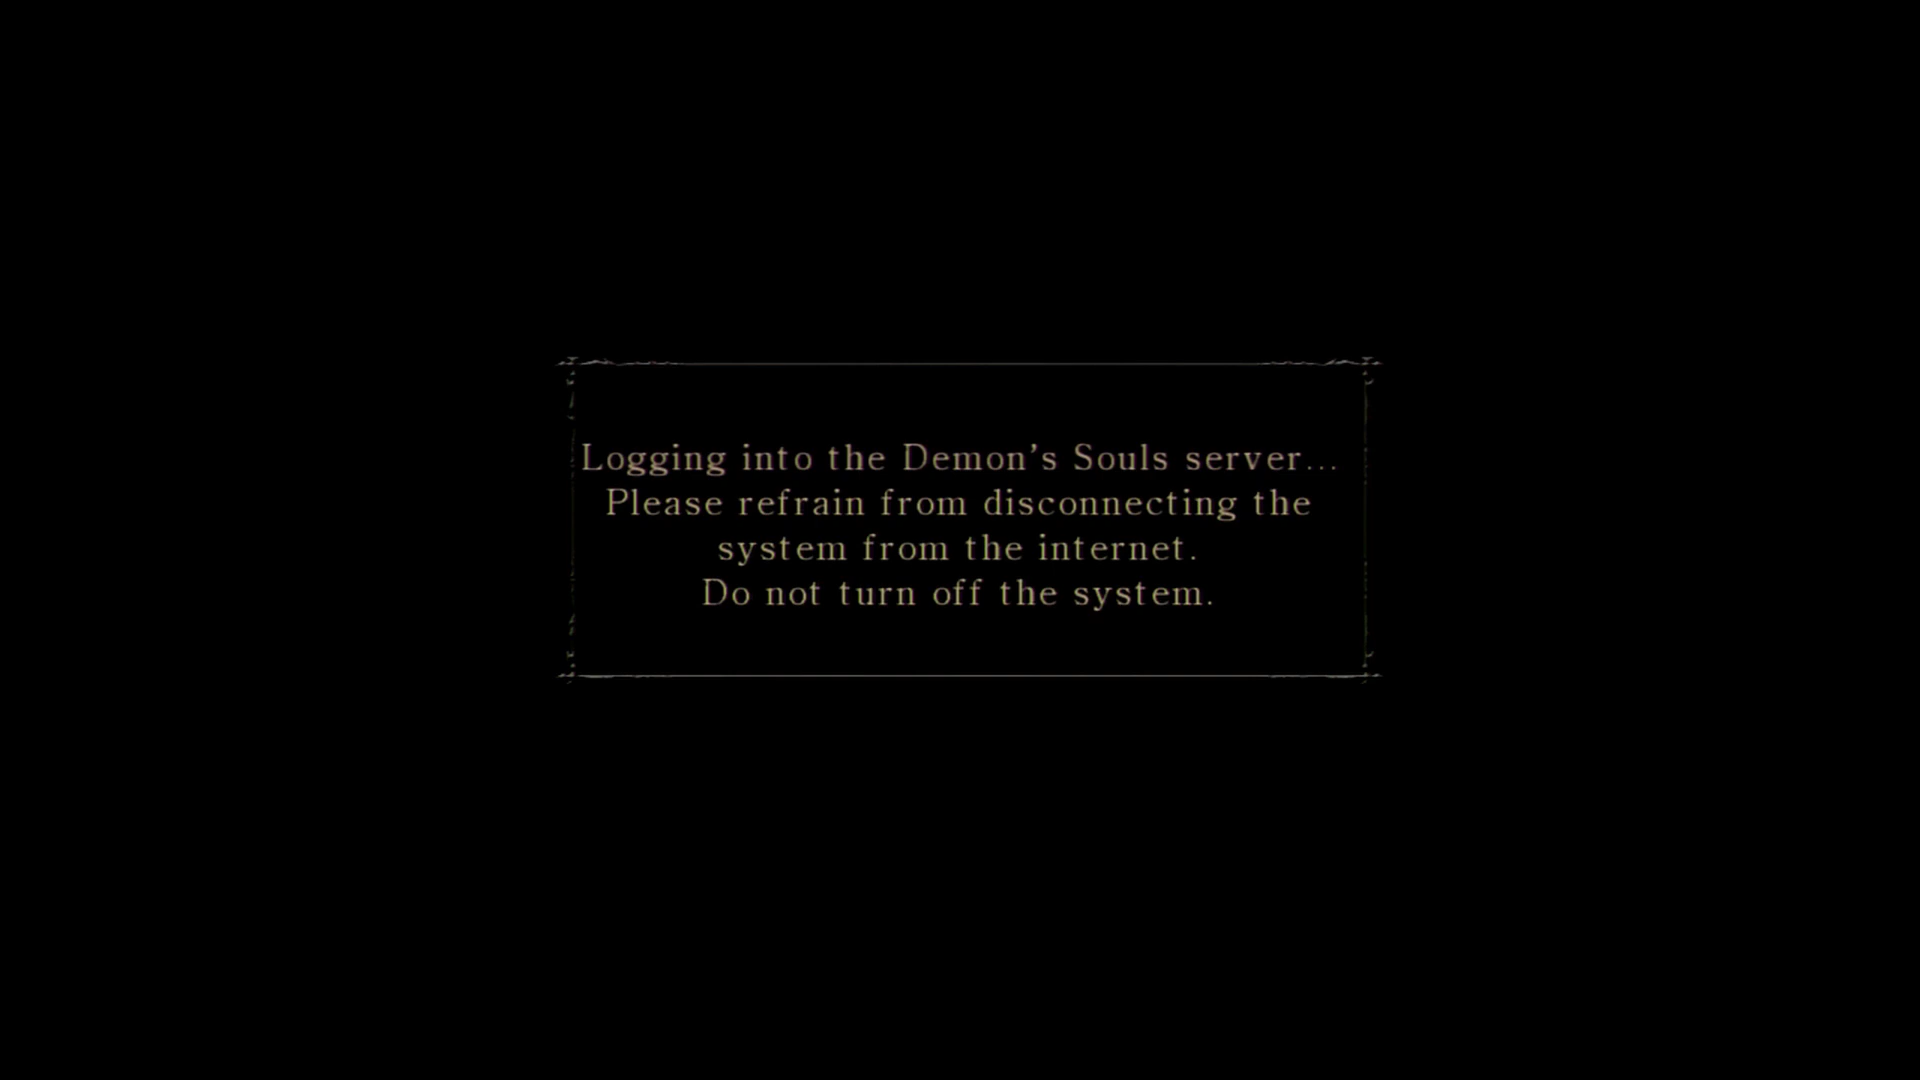 Logging into the Demon's Souls server...
Please refrain from disconnecting the
system from the internet.
Do not turn off the system.